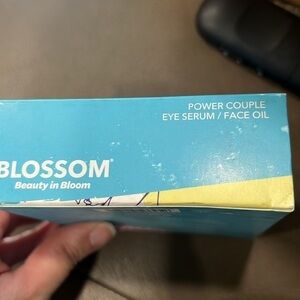 POWER COUPLE
EYE SERUM / FACE OIL
BLOSSOM®
Beauty in Bloom